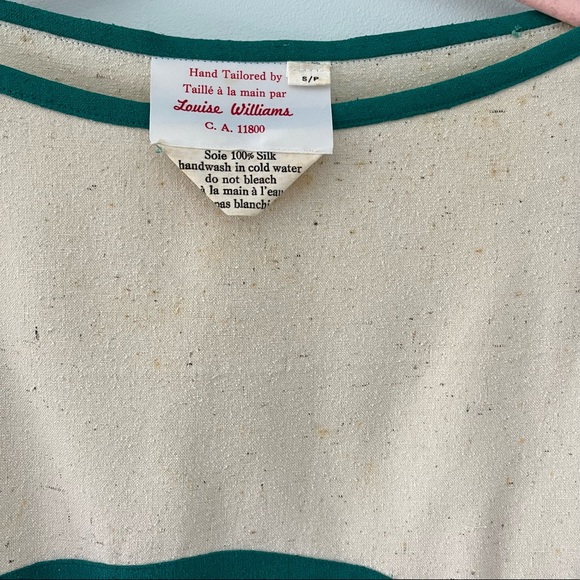 Hand Tailored by
S/P
Taillé à la main par
Louise Williams
C. A. 11800
Soie 100% Silk
handwash in cold water
do not bleach
à la main à l'eau
pas blanchi